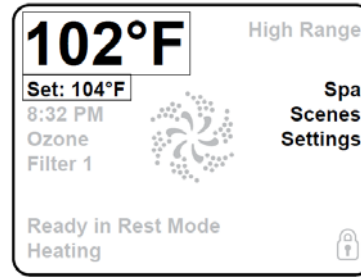 102°F
High Range
Set: 104°F
8:32 PM
Ozone
Filter 1
Spa
Scenes
Settings
Ready in Rest Mode
Heating